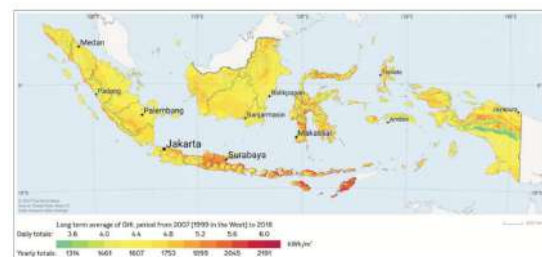 Medan
Padang
Palembang
Jakarta
Surabaya
Balikpapan
Banjarmasin
Makassar
Manado
Ambon
Jayapura
Long term average of GHI, period from 2007 (1999 in the West) to 2018
Daily totals: 3.6 4.0 4.4 4.8 5.2 5.6 6.0
kWh/m²
Yearly totals: 1314 1461 1607 1753 1899 2045 2191